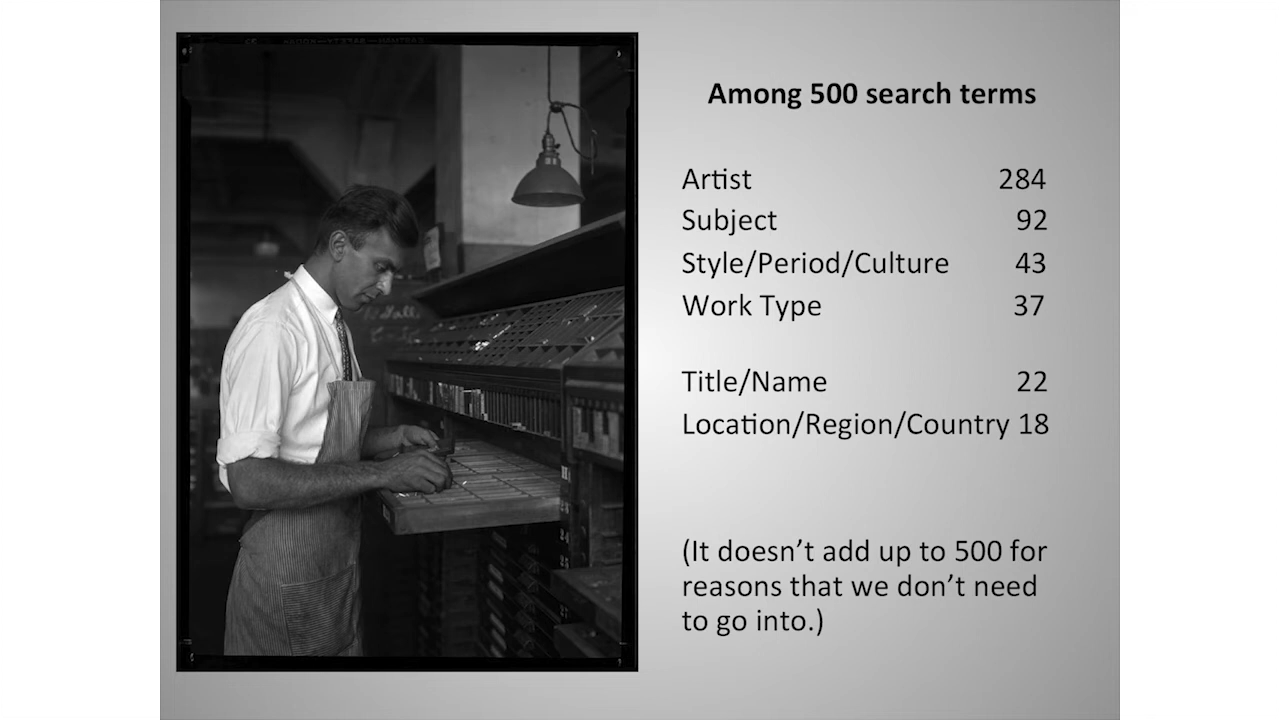 Among 500 search terms
Artist 284
Subject 92
Style/Period/Culture 43
Work Type 37
Title/Name 22
Location/Region/Country 18
(It doesn’t add up to 500 for
reasons that we don’t need
to go into.)